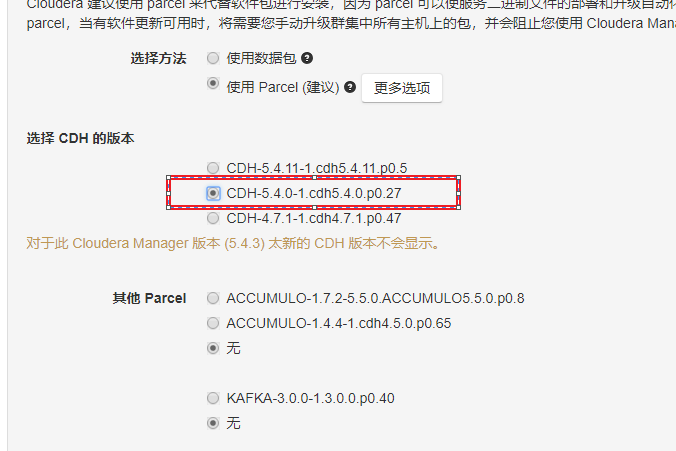 Cloudera 建议使用 parcel 来代替软件包进行安装，因为 parcel 可以使服务二进制文件的部署和升级自动化
parcel，当有软件更新可用时，将需要您手动升级群集中所有主机上的包，并会阻止您使用 Cloudera Mana
选择方法 使用数据包
使用 Parcel (建议) 更多选项
选择 CDH 的版本
CDH-5.4.11-1.cdh5.4.11.p0.5
CDH-5.4.0-1.cdh5.4.0.p0.27
CDH-4.7.1-1.cdh4.7.1.p0.47
对于此 Cloudera Manager 版本 (5.4.3) 太新的 CDH 版本不会显示。
其他 Parcel ACCUMULO-1.7.2-5.5.0.ACCUMULO5.5.0.p0.8
ACCUMULO-1.4.4-1.cdh4.5.0.p0.65
无
KAFKA-3.0.0-1.3.0.0.p0.40
无